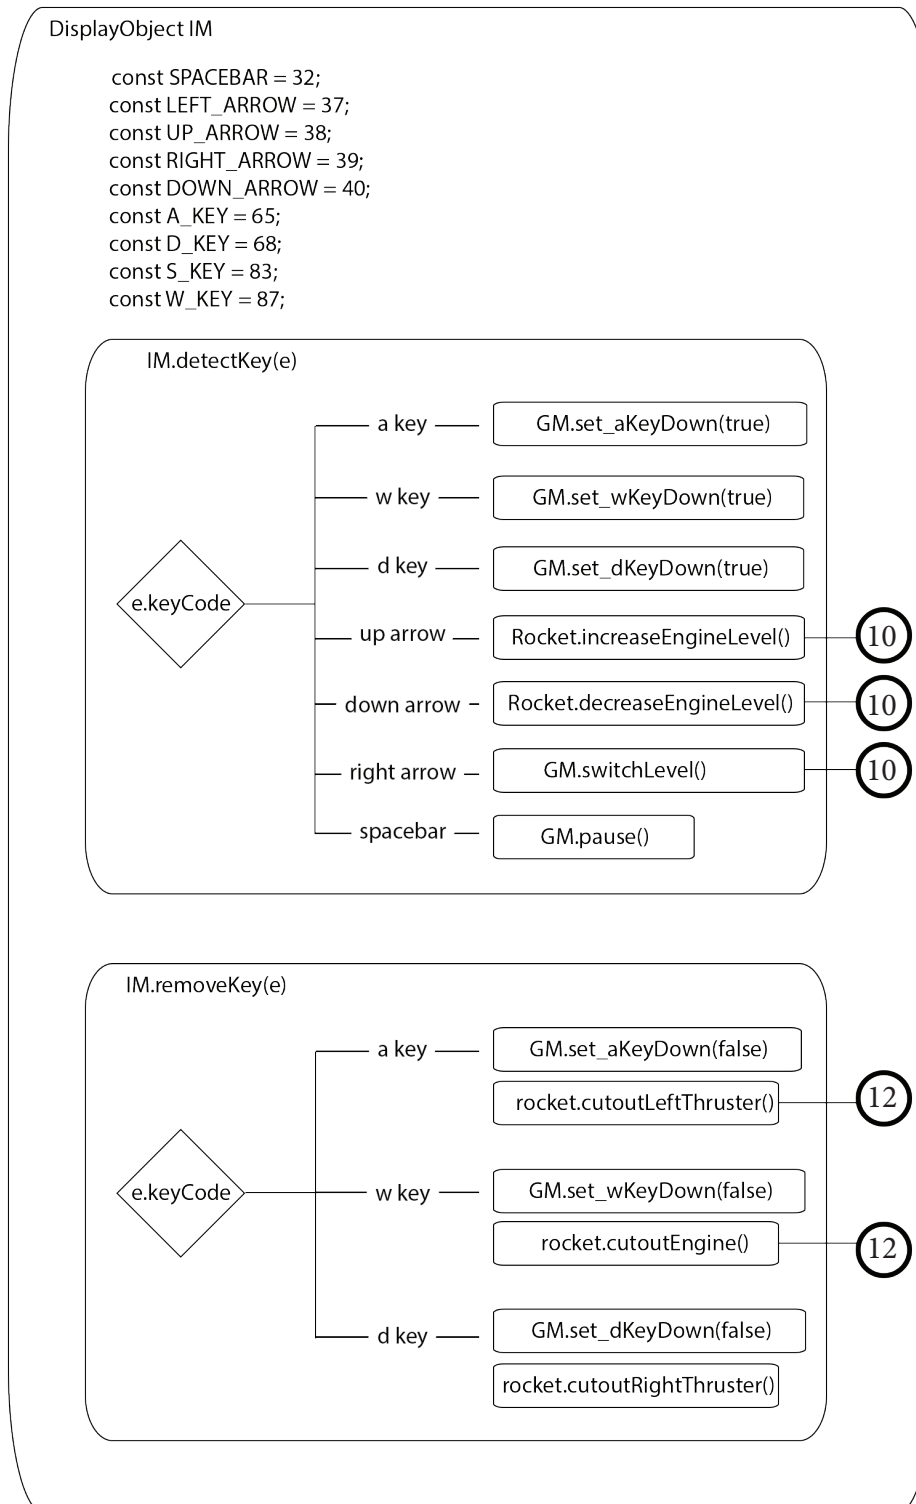 DisplayObject IM
const SPACEBAR = 32;
const LEFT_ARROW = 37;
const UP_ARROW = 38;
const RIGHT_ARROW = 39;
const DOWN_ARROW = 40;
const A_KEY = 65;
const D_KEY = 68;
const S_KEY = 83;
const W_KEY = 87;
IM.detectKey(e)
e.keyCode
a key
GM.set_aKeyDown(true)
w key
GM.set_wKeyDown(true)
d key
GM.set_dKeyDown(true)
up arrow
Rocket.increaseEngineLevel()
10
down arrow
Rocket.decreaseEngineLevel()
10
right arrow
GM.switchLevel()
10
spacebar
GM.pause()
IM.removeKey(e)
e.keyCode
a key
GM.set_aKeyDown(false)
rocket.cutoutLeftThruster()
12
w key
GM.set_wKeyDown(false)
rocket.cutoutEngine()
12
d key
GM.set_dKeyDown(false)
rocket.cutoutRightThruster()